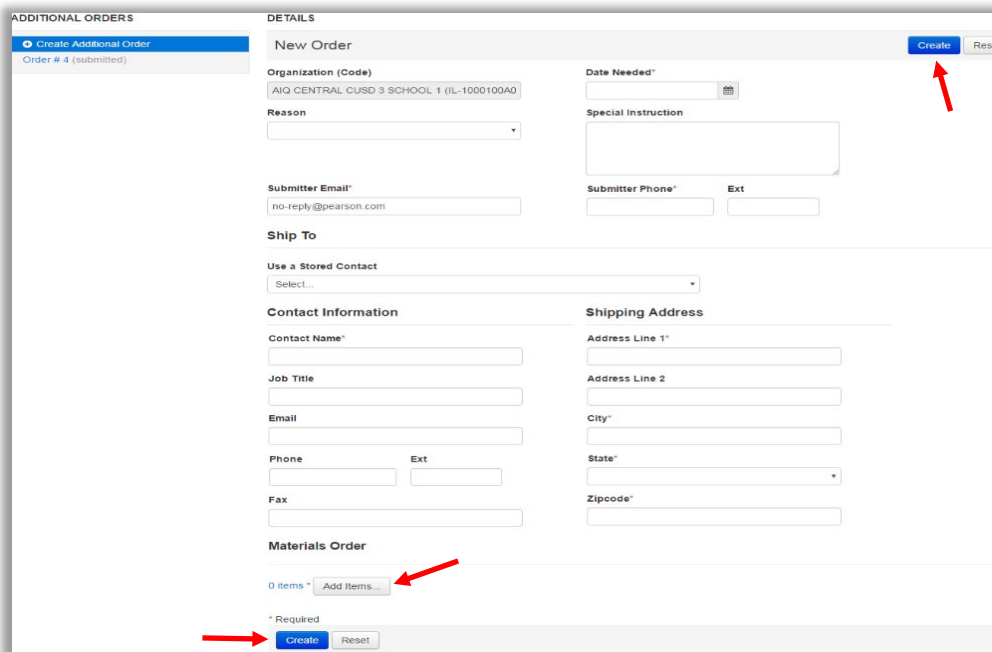 ADDITIONAL ORDERS
Create Additional Order
Order # 4 (submitted)
DETAILS
New Order
Create
Organization (Code)
Date Needed*
AIQ CENTRAL CUSD 3 SCHOOL 1 (IL-1000100A0
Reason
Special Instruction
Submitter Email*
Submitter Phone*
Ext
no-reply@pearson.com
Ship To
Use a Stored Contact
Select...
Contact Information
Shipping Address
Contact Name*
Address Line 1*
Job Title
Address Line 2
Email
City*
Phone
Ext
State*
Fax
Zipcode*
Materials Order
0 items *
Add Items...
* Required
Create
Reset